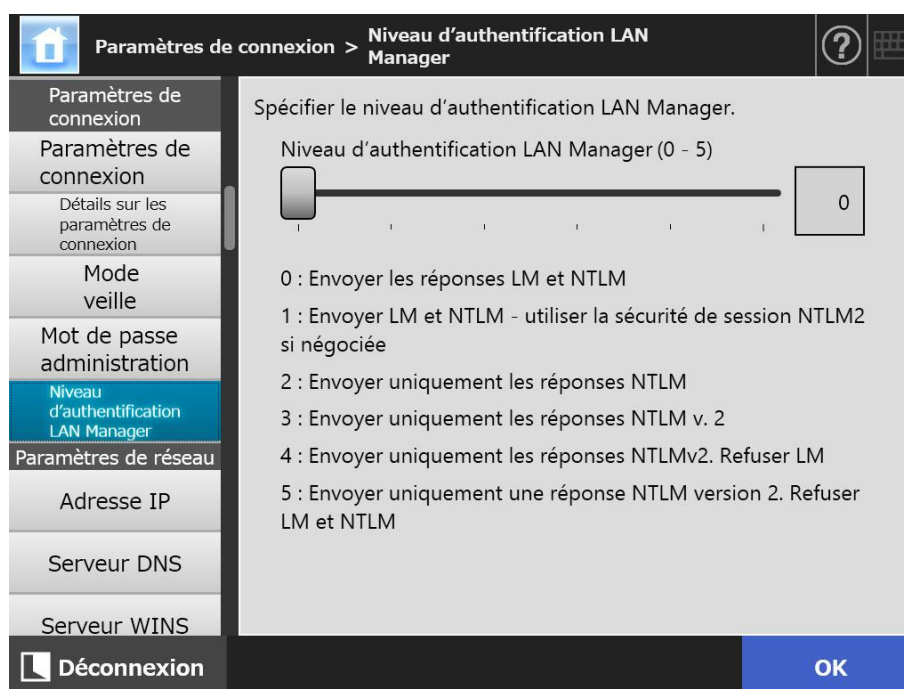 Paramètres de connexion >
Niveau d'authentification LAN
Manager
?
Paramètres de
connexion
Paramètres de
connexion
Détails sur les
paramètres de
connexion
Mode
veille
Mot de passe
administration
Niveau
d'authentification
LAN Manager
Paramètres de réseau
Adresse IP
Serveur DNS
Serveur WINS
Déconnexion
Spécifier le niveau d'authentification LAN Manager.
Niveau d'authentification LAN Manager (0 - 5)
0
0 : Envoyer les réponses LM et NTLM
1 : Envoyer LM et NTLM - utiliser la sécurité de session NTLM2
si négociée
2 : Envoyer uniquement les réponses NTLM
3 : Envoyer uniquement les réponses NTLM v. 2
4 : Envoyer uniquement les réponses NTLMv2. Refuser LM
5 : Envoyer uniquement une réponse NTLM version 2. Refuser
LM et NTLM
OK